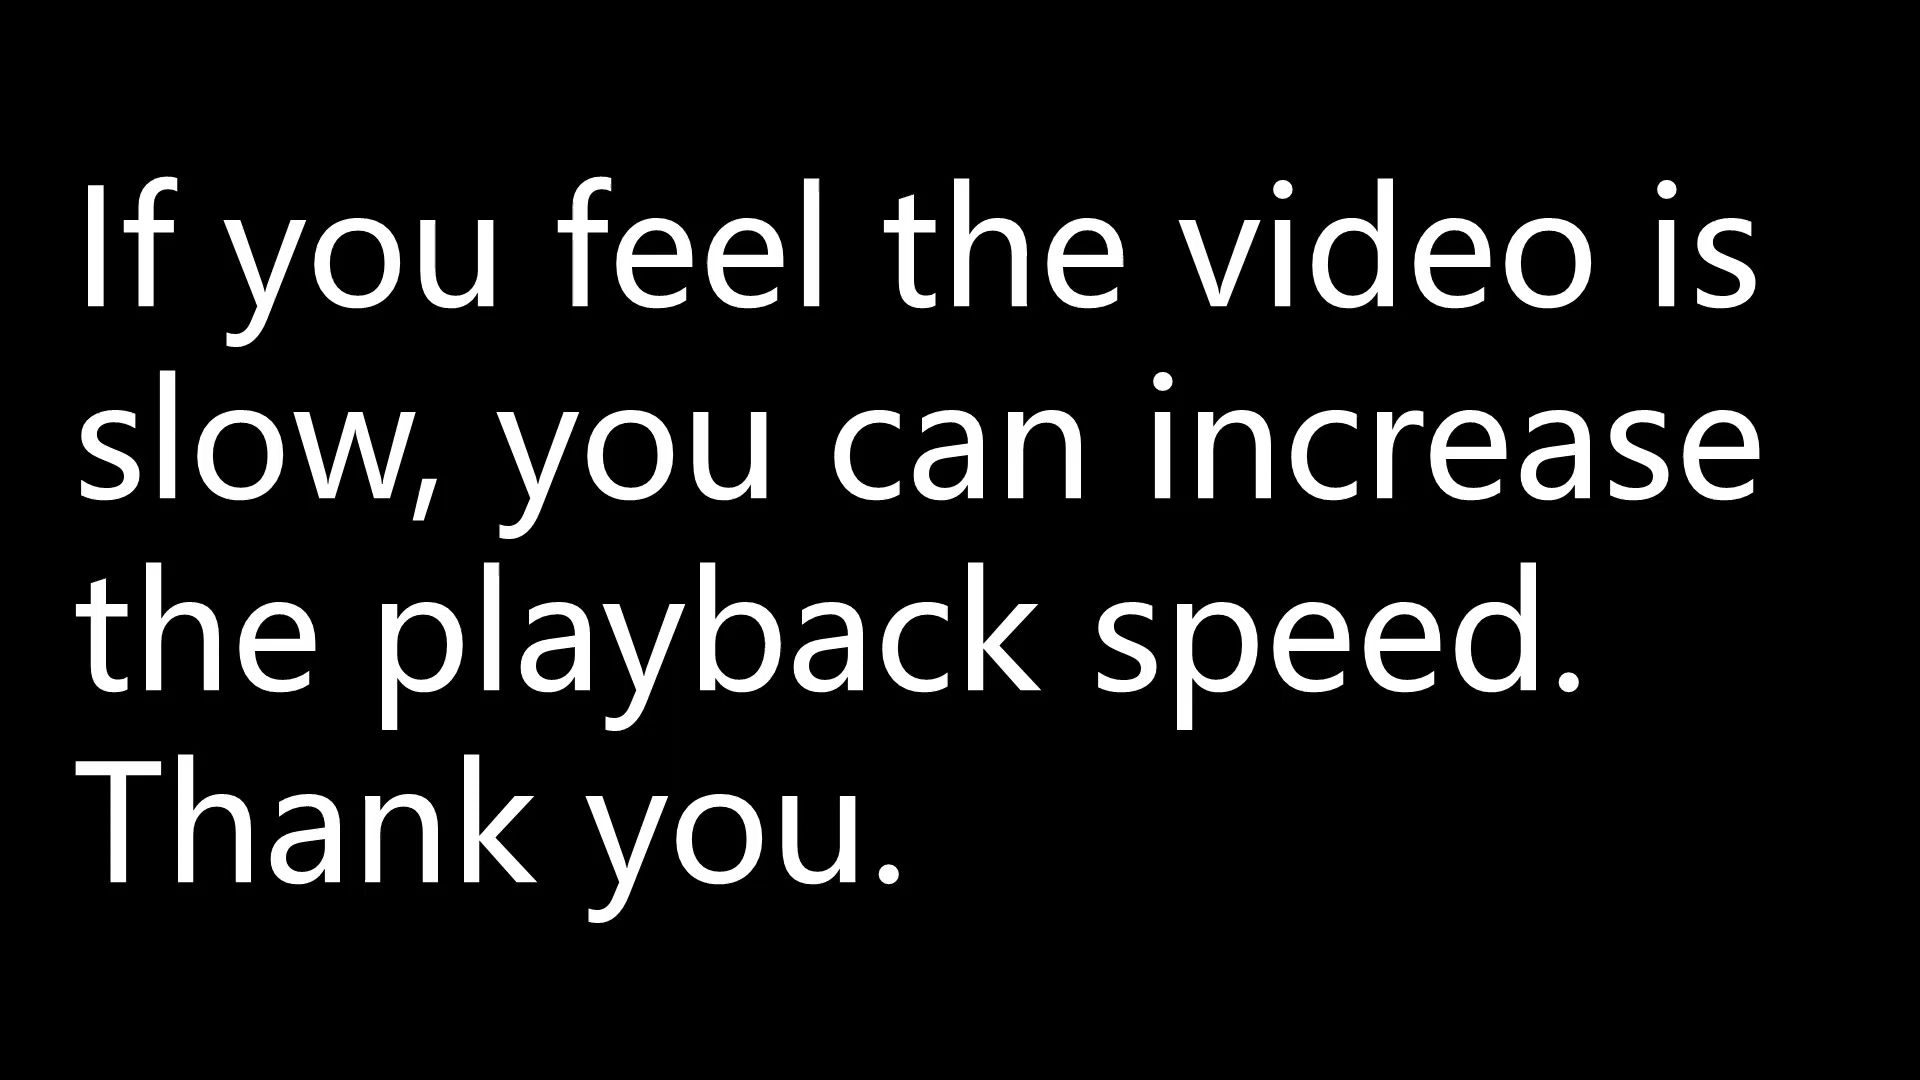 If you feel the video is
slow, you can increase
the playback speed.
Thank you.